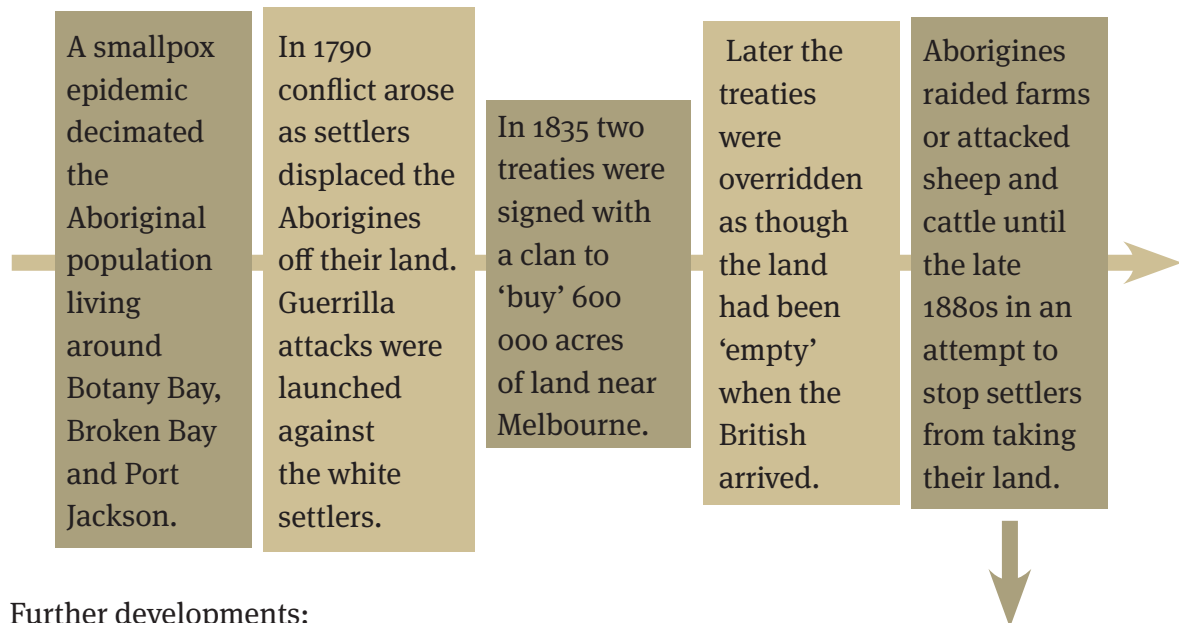 A smallpox
epidemic
decimated
the
Aboriginal
population
living
around
Botany Bay,
Broken Bay
and Port
Jackson.
In 1790
conflict arose
as settlers
displaced the
Aborigines
off their land.
Guerrilla
attacks were
launched
against
the white
settlers.
In 1835 two
treaties were
signed with
a clan to
‘buy’ 600
000 acres
of land near
Melbourne.
Later the
treaties
were
overridden
as though
the land
had been
‘empty’
when the
British
arrived.
Aborigines
raided farms
or attacked
sheep and
cattle until
the late
1880s in an
attempt to
stop settlers
from taking
their land.
Further developments: